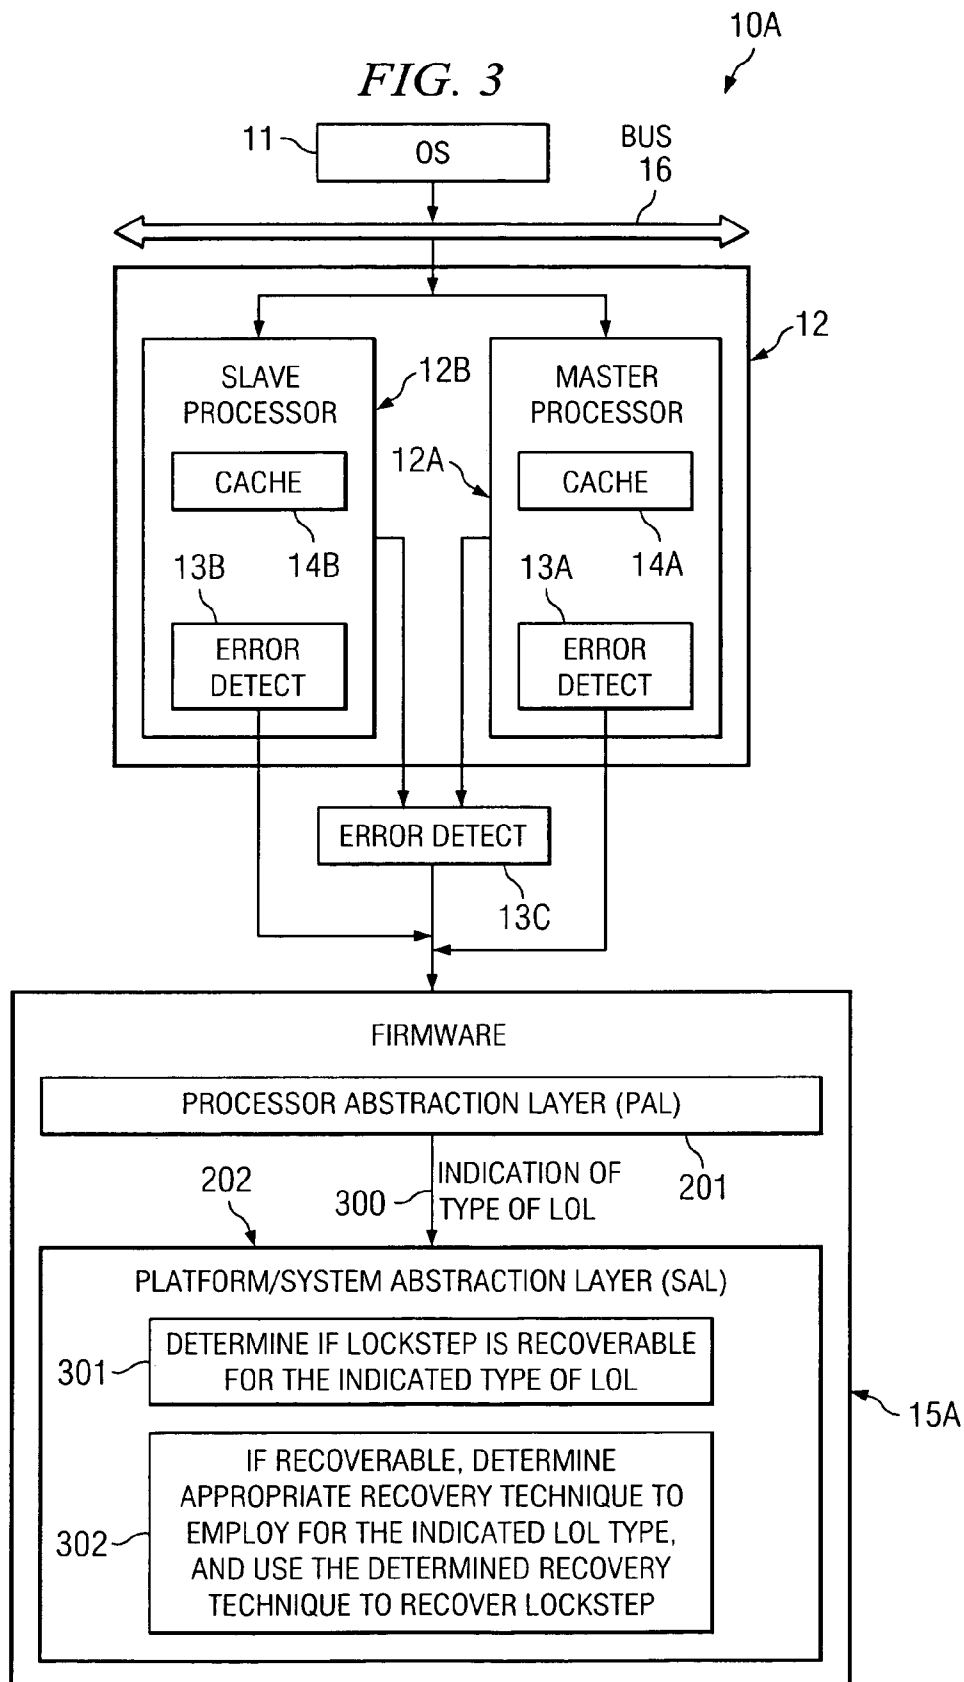 10A
FIG. 3
11
OS
BUS
16
12
SLAVE
PROCESSOR
12B
MASTER
PROCESSOR
12A
CACHE
CACHE
14B
14A
13B
13A
ERROR
DETECT
ERROR
DETECT
ERROR DETECT
13C
FIRMWARE
PROCESSOR ABSTRACTION LAYER (PAL)
201
202
300
INDICATION OF
TYPE OF LOL
PLATFORM/SYSTEM ABSTRACTION LAYER (SAL)
301
DETERMINE IF LOCKSTEP IS RECOVERABLE
FOR THE INDICATED TYPE OF LOL
15A
302
IF RECOVERABLE, DETERMINE
APPROPRIATE RECOVERY TECHNIQUE TO
EMPLOY FOR THE INDICATED LOL TYPE,
AND USE THE DETERMINED RECOVERY
TECHNIQUE TO RECOVER LOCKSTEP